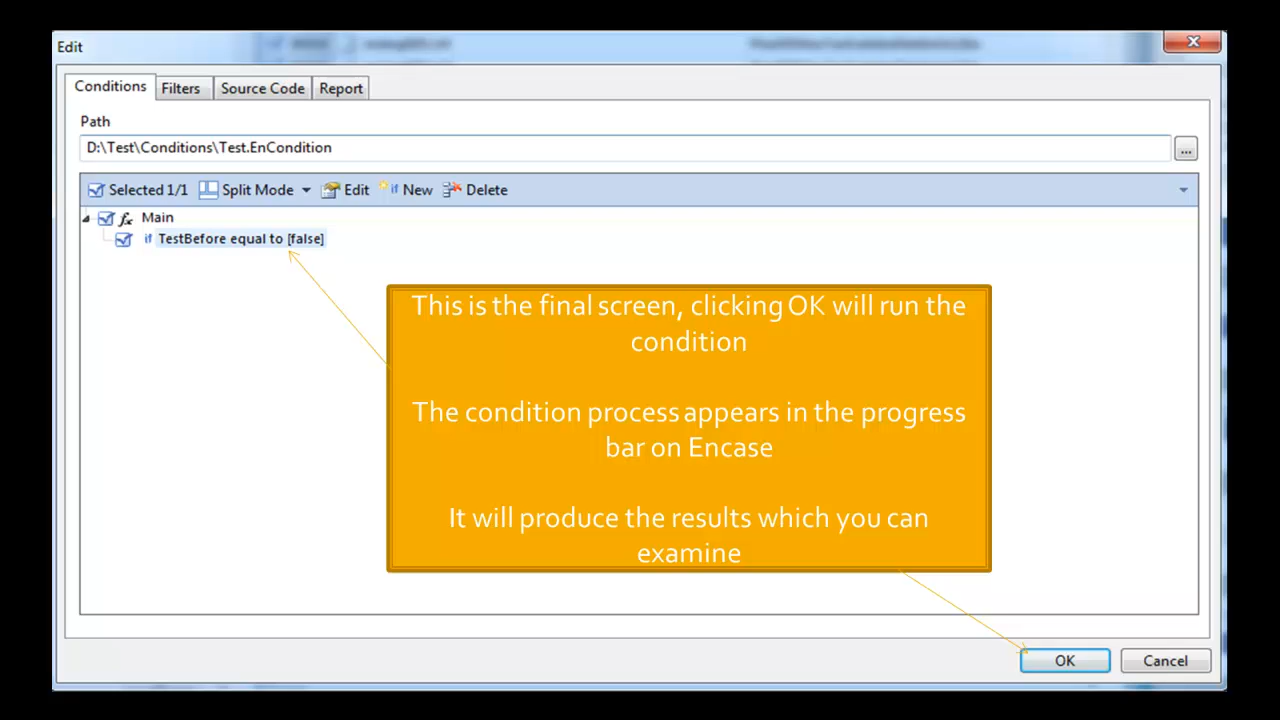 Edit
Conditions Filters Source Code Report
Path
D:\Test\Conditions\Test.EnCondition ...
Selected 1/1 Split Mode Edit if New Delete
fx Main
if TestBefore equal to [false]
This is the final screen, clicking OK will run the
condition
The condition process appears in the progress
bar on Encase
It will produce the results which you can
examine
OK Cancel